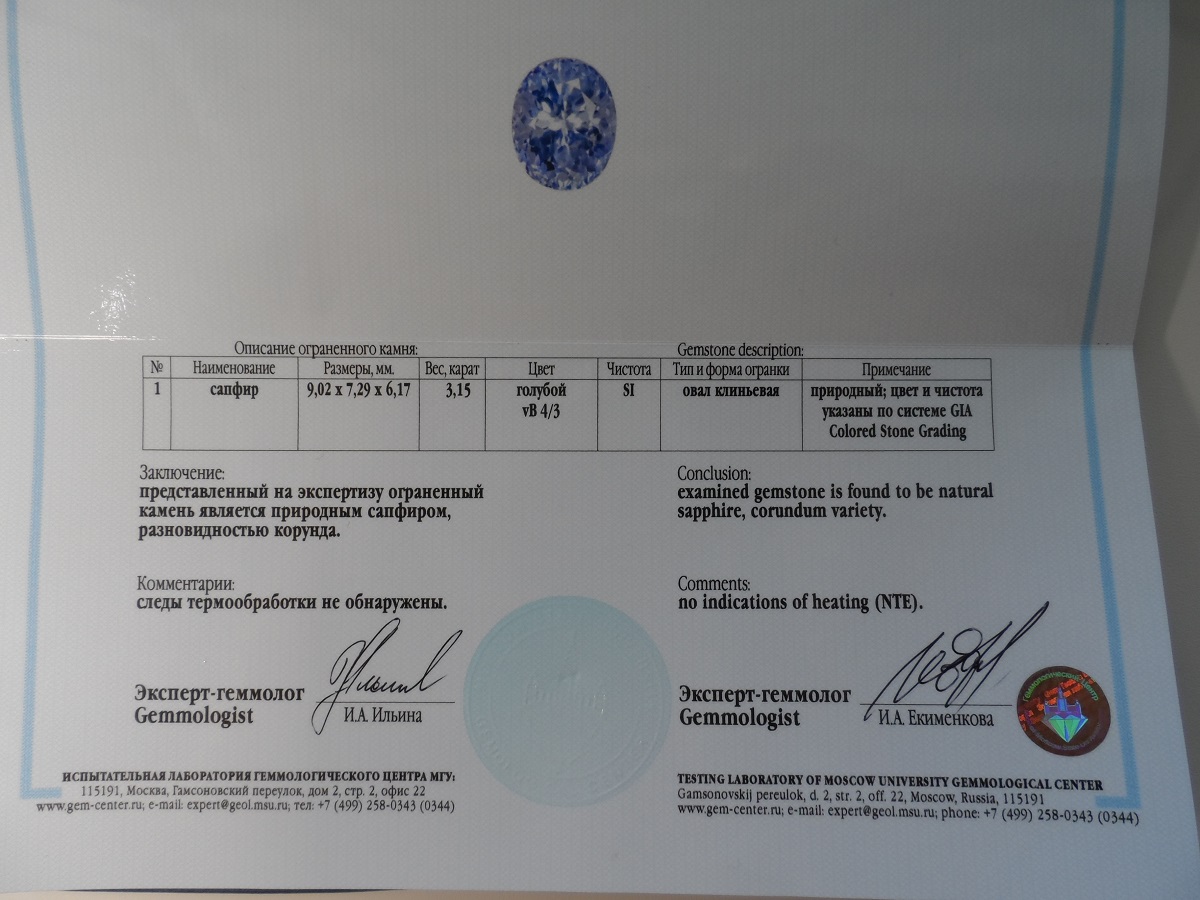 Описание ограненного камня:
Gemstone description:
№ Наименование Размеры, мм. Вес, карат Цвет Чистота Тип и форма огранки Примечание
1 сапфир 9,02 x 7,29 x 6,17 3,15 голубой SI овал клиньевая природный; цвет и чистота
vB 4/3 указаны по системе GIA
Colored Stone Grading
Заключение:
представленный на экспертизу ограненный
камень является природным сапфиром,
разновидностью корунда.
Conclusion:
examined gemstone is found to be natural
sapphire, corundum variety.
Комментарии:
следы термообработки не обнаружены.
Comments:
no indications of heating (NTE).
Эксперт-геммолог
Gemmologist
И.А. Ильина
Эксперт-геммолог
Gemmologist
И.А. Екименкова
ГЕММОЛОГИЧЕСКИЙ ЦЕНТР
ИСПЫТАТЕЛЬНАЯ ЛАБОРАТОРИЯ ГЕММОЛОГИЧЕСКОГО ЦЕНТРА МГУ:
115191, Москва, Гамсоновский переулок, дом 2, стр. 2, офис 22
www.gem-center.ru; e-mail: expert@geol.msu.ru; тел: +7 (499) 258-0343 (0344)
TESTING LABORATORY OF MOSCOW UNIVERSITY GEMMOLOGICAL CENTER
Gamsonovskij pereulok, d. 2, str. 2, off. 22, Moscow, Russia, 115191
www.gem-center.ru; e-mail: expert@geol.msu.ru; phone: +7 (499) 258-0343 (0344)